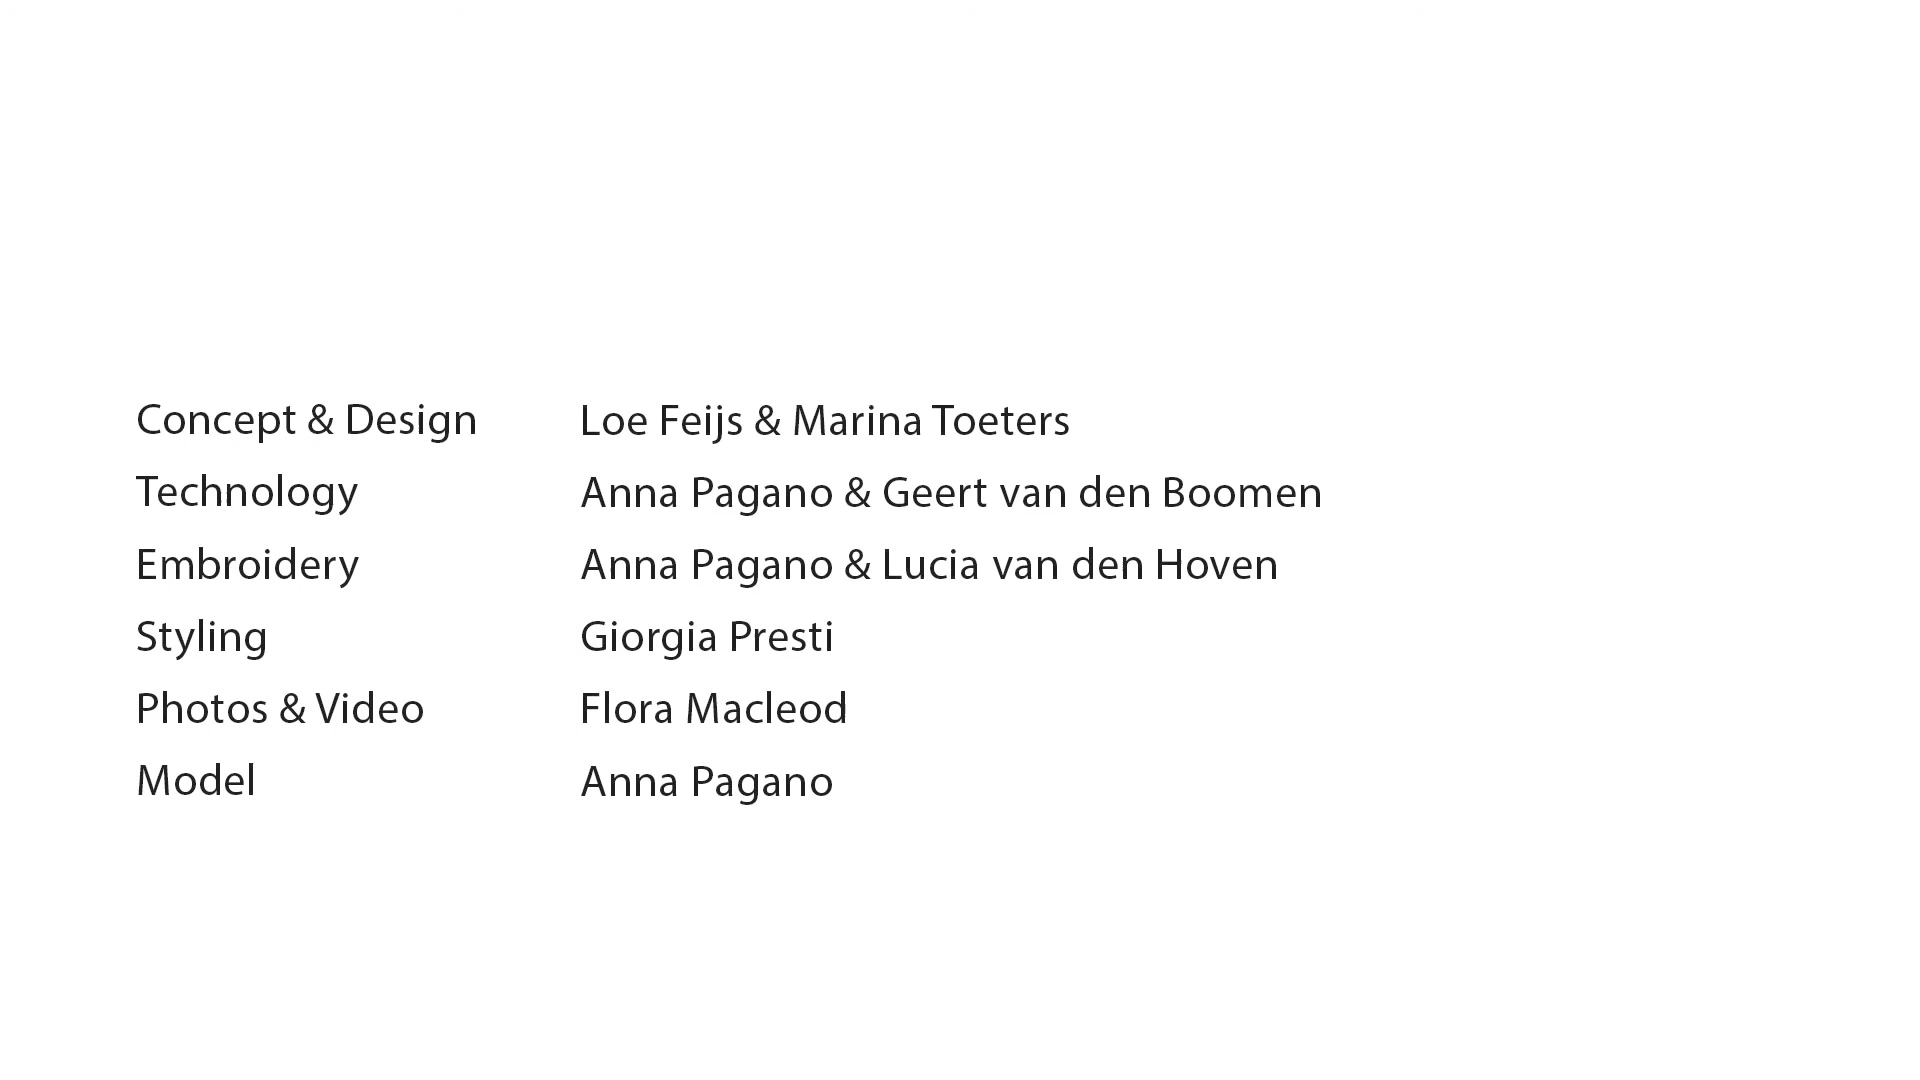 Concept & Design Loe Feijs & Marina Toeters
Technology Anna Pagano & Geert van den Boomen
Embroidery Anna Pagano & Lucia van den Hoven
Styling Giorgia Presti
Photos & Video Flora Macleod
Model Anna Pagano